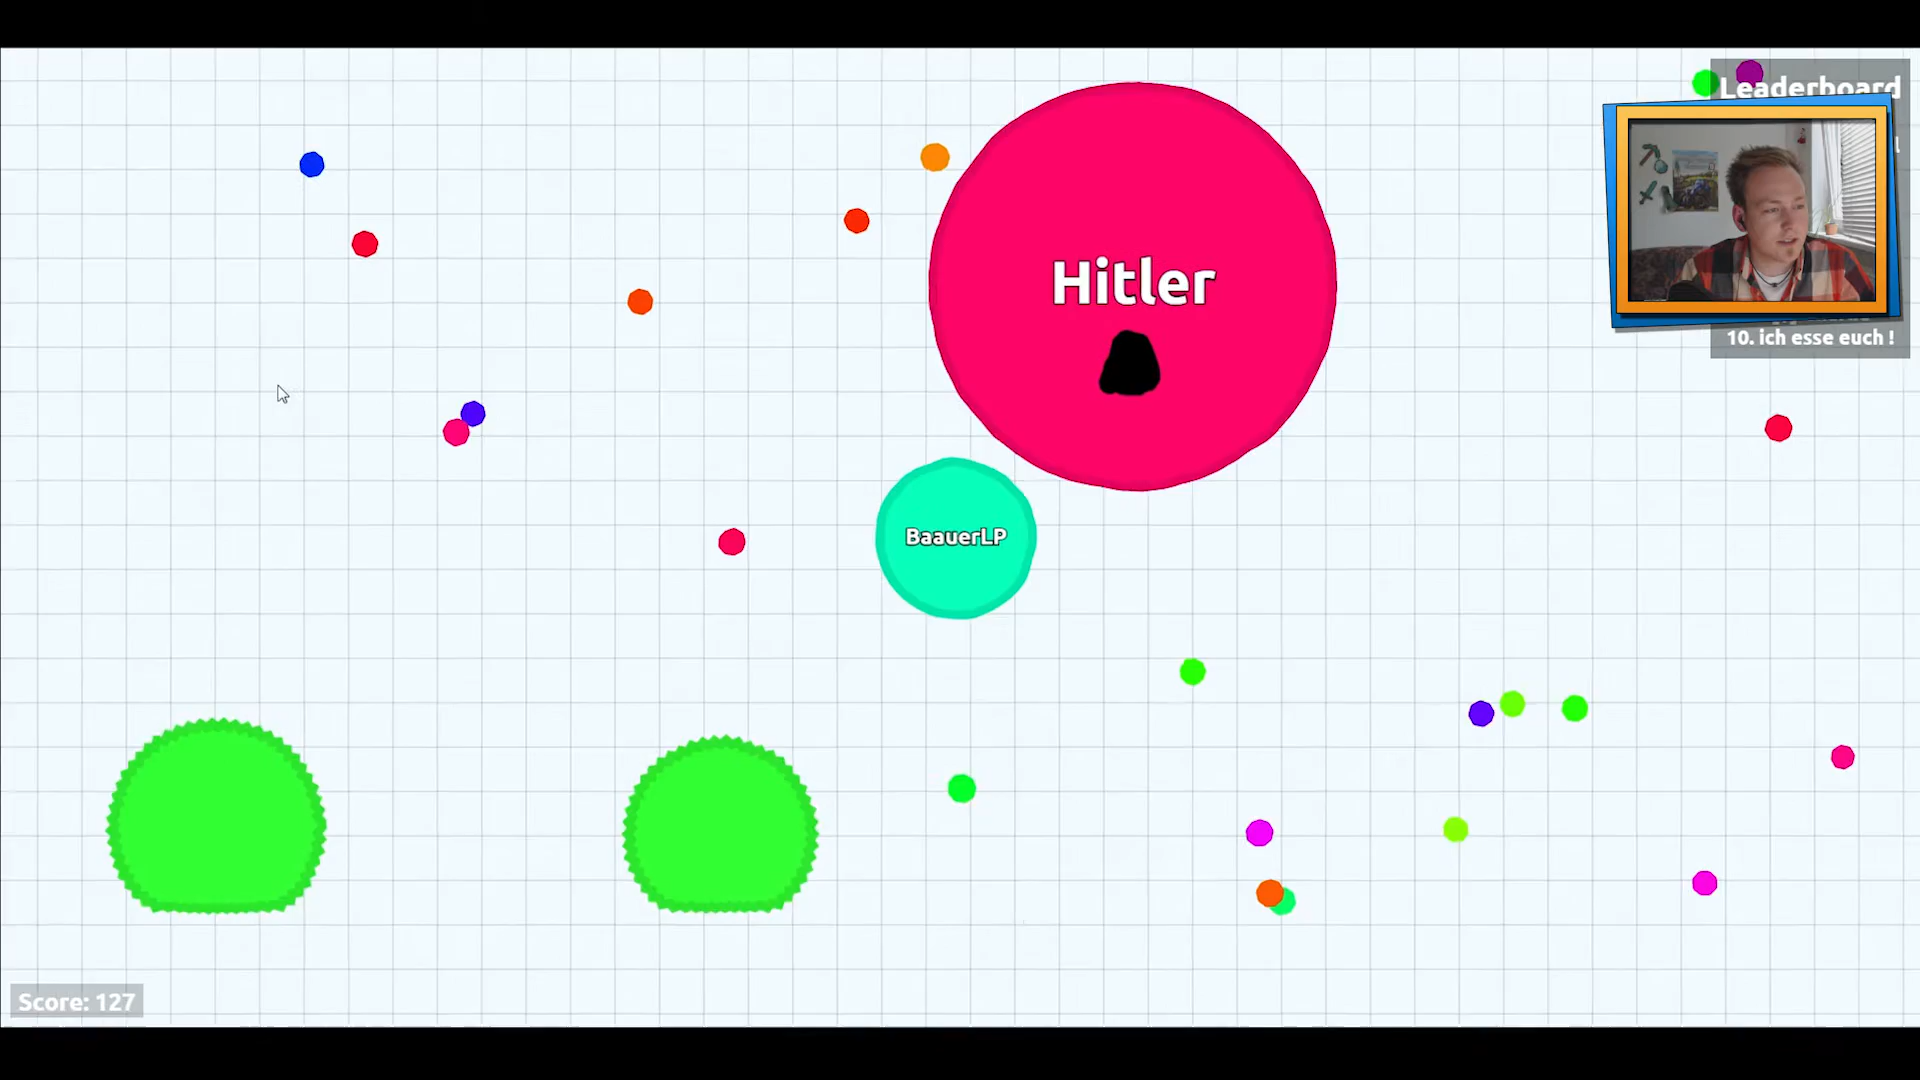 Leaderboard
Hitler
10. ich esse euch !
BaauerLP
Score: 127